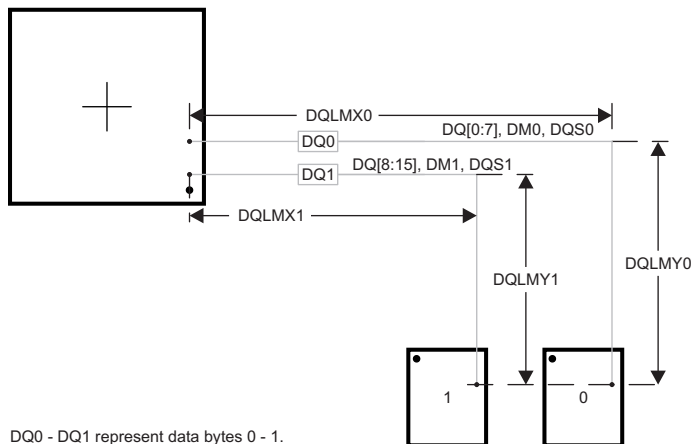 DQLMX0
DQ[0:7], DM0, DQS0
DQ0
DQ[8:15], DM1, DQS1
DQ1
DQLMX1
DQLMY0
DQLMY1
1
0
DQ0 - DQ1 represent data bytes 0 - 1.